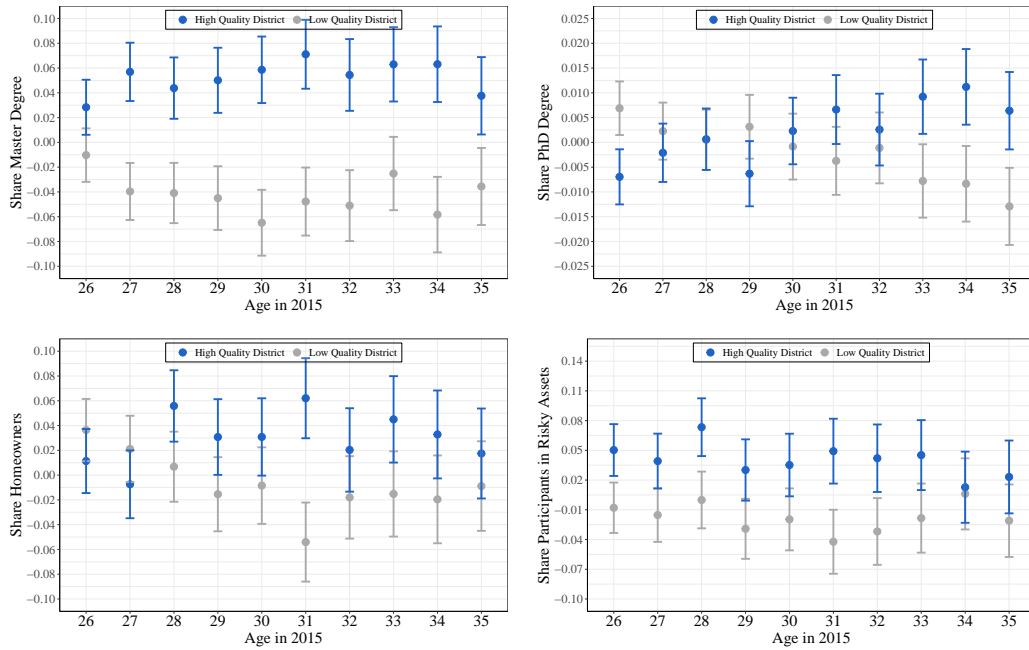 High Quality District Low Quality District
Share Master Degree
0.10
0.08
0.06
0.04
0.02
0.00
−0.02
−0.04
−0.06
−0.08
−0.10
26 27 28 29 30 31 32 33 34 35
Age in 2015
High Quality District Low Quality District
Share PhD Degree
0.025
0.020
0.015
0.010
0.005
0.000
−0.005
−0.010
−0.015
−0.020
−0.025
26 27 28 29 30 31 32 33 34 35
Age in 2015
High Quality District Low Quality District
Share Homeowners
0.10
0.08
0.06
0.04
0.02
0.00
−0.02
−0.04
−0.06
−0.08
−0.10
26 27 28 29 30 31 32 33 34 35
Age in 2015
High Quality District Low Quality District
Share Participants in Risky Assets
0.14
0.11
0.08
0.05
0.02
−0.01
−0.04
−0.07
−0.10
26 27 28 29 30 31 32 33 34 35
Age in 2015